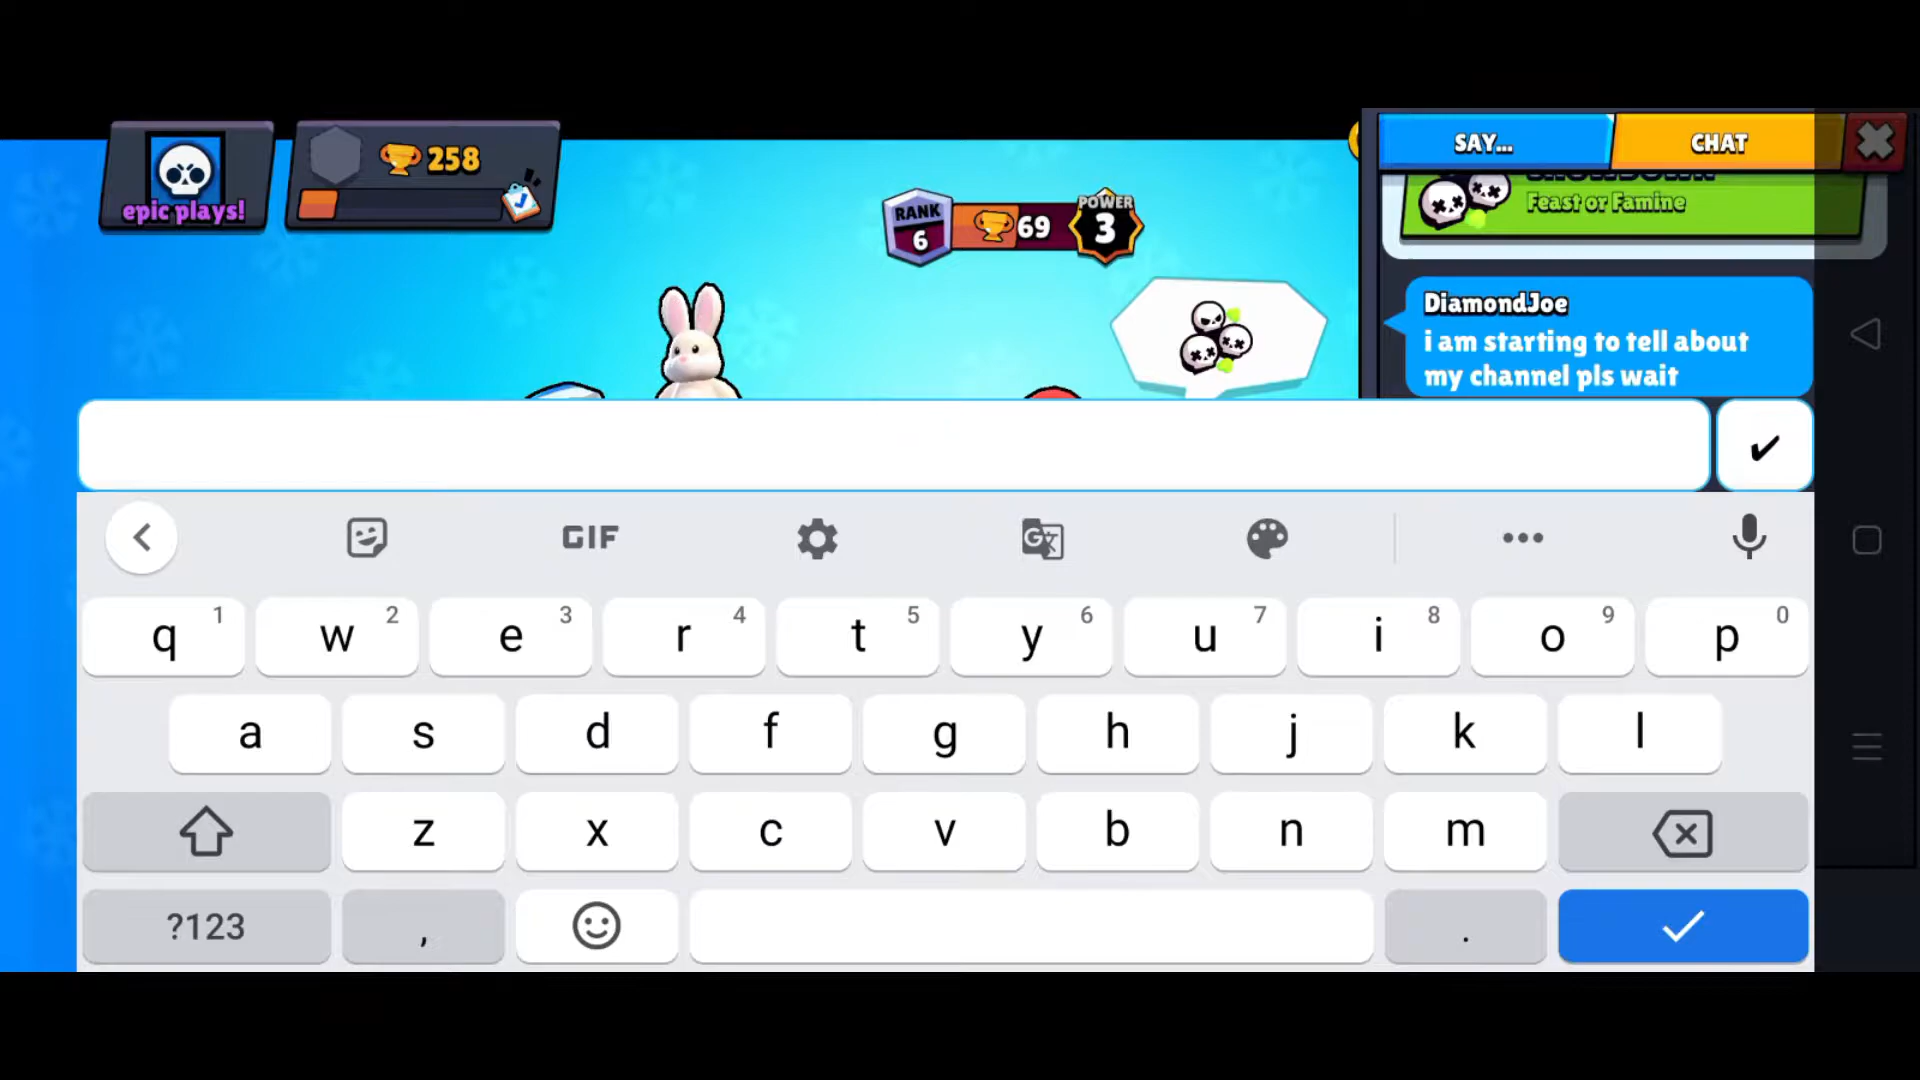 epic plays!
258
RANK
6
69
POWER
3
SAY...
CHAT
Feast or Famine
DiamondJoe
i am starting to tell about
my channel pls wait
GIF
q 1 w 2 e 3 r 4 t 5 y 6 u 7 i 8 o 9 p 0
a s d f g h j k l
z x c v b n m
?123 , .